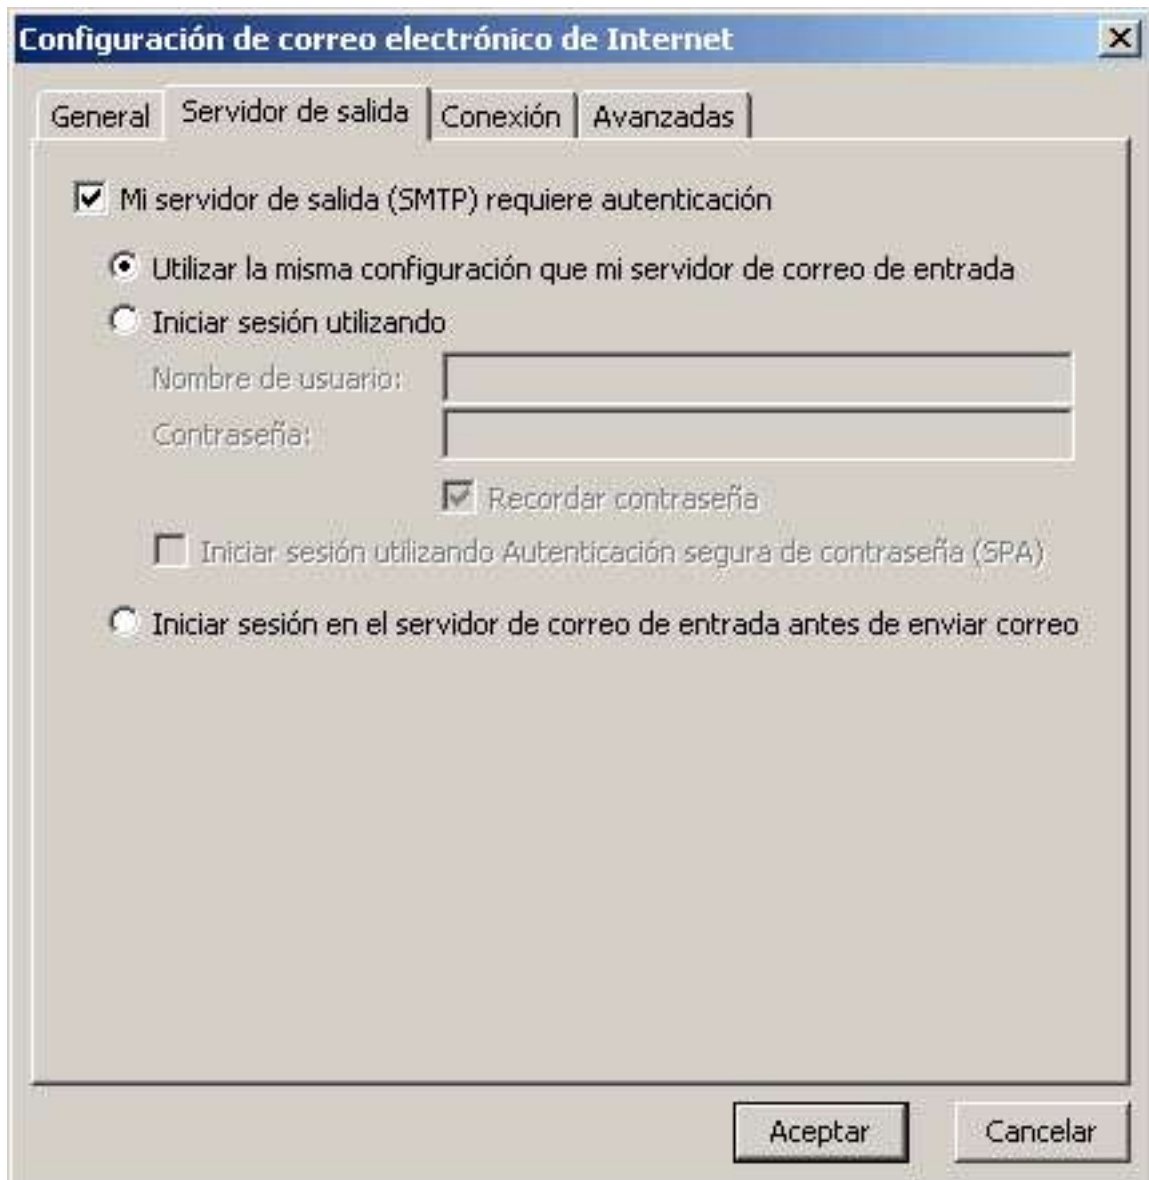 Configuración de correo electrónico de Internet
General Servidor de salida Conexión Avanzadas
Mi servidor de salida (SMTP) requiere autenticación
Utilizar la misma configuración que mi servidor de correo de entrada
Iniciar sesión utilizando
Nombre de usuario:
Contraseña:
Recordar contraseña
Iniciar sesión utilizando Autenticación segura de contraseña (SPA)
Iniciar sesión en el servidor de correo de entrada antes de enviar correo
Aceptar Cancelar